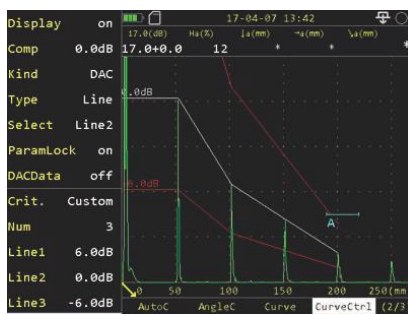 Display on
Comp 0.0dB
Kind DAC
Type Line
Select Line2
ParamLock on
DACData off
Crit. Custom
Num 3
Line1 6.0dB
Line2 0.0dB
Line3 -6.0dB
17-04-07 13:42
17.0(dB) Ha(%) ↓a(mm) →a(mm) ↘a(mm)
17.0+0.0 12 * * *
.0dB
.0dB
A
0 50 100 150 200 250(mm
AutoC AngleC Curve CurveCtrl (2/3